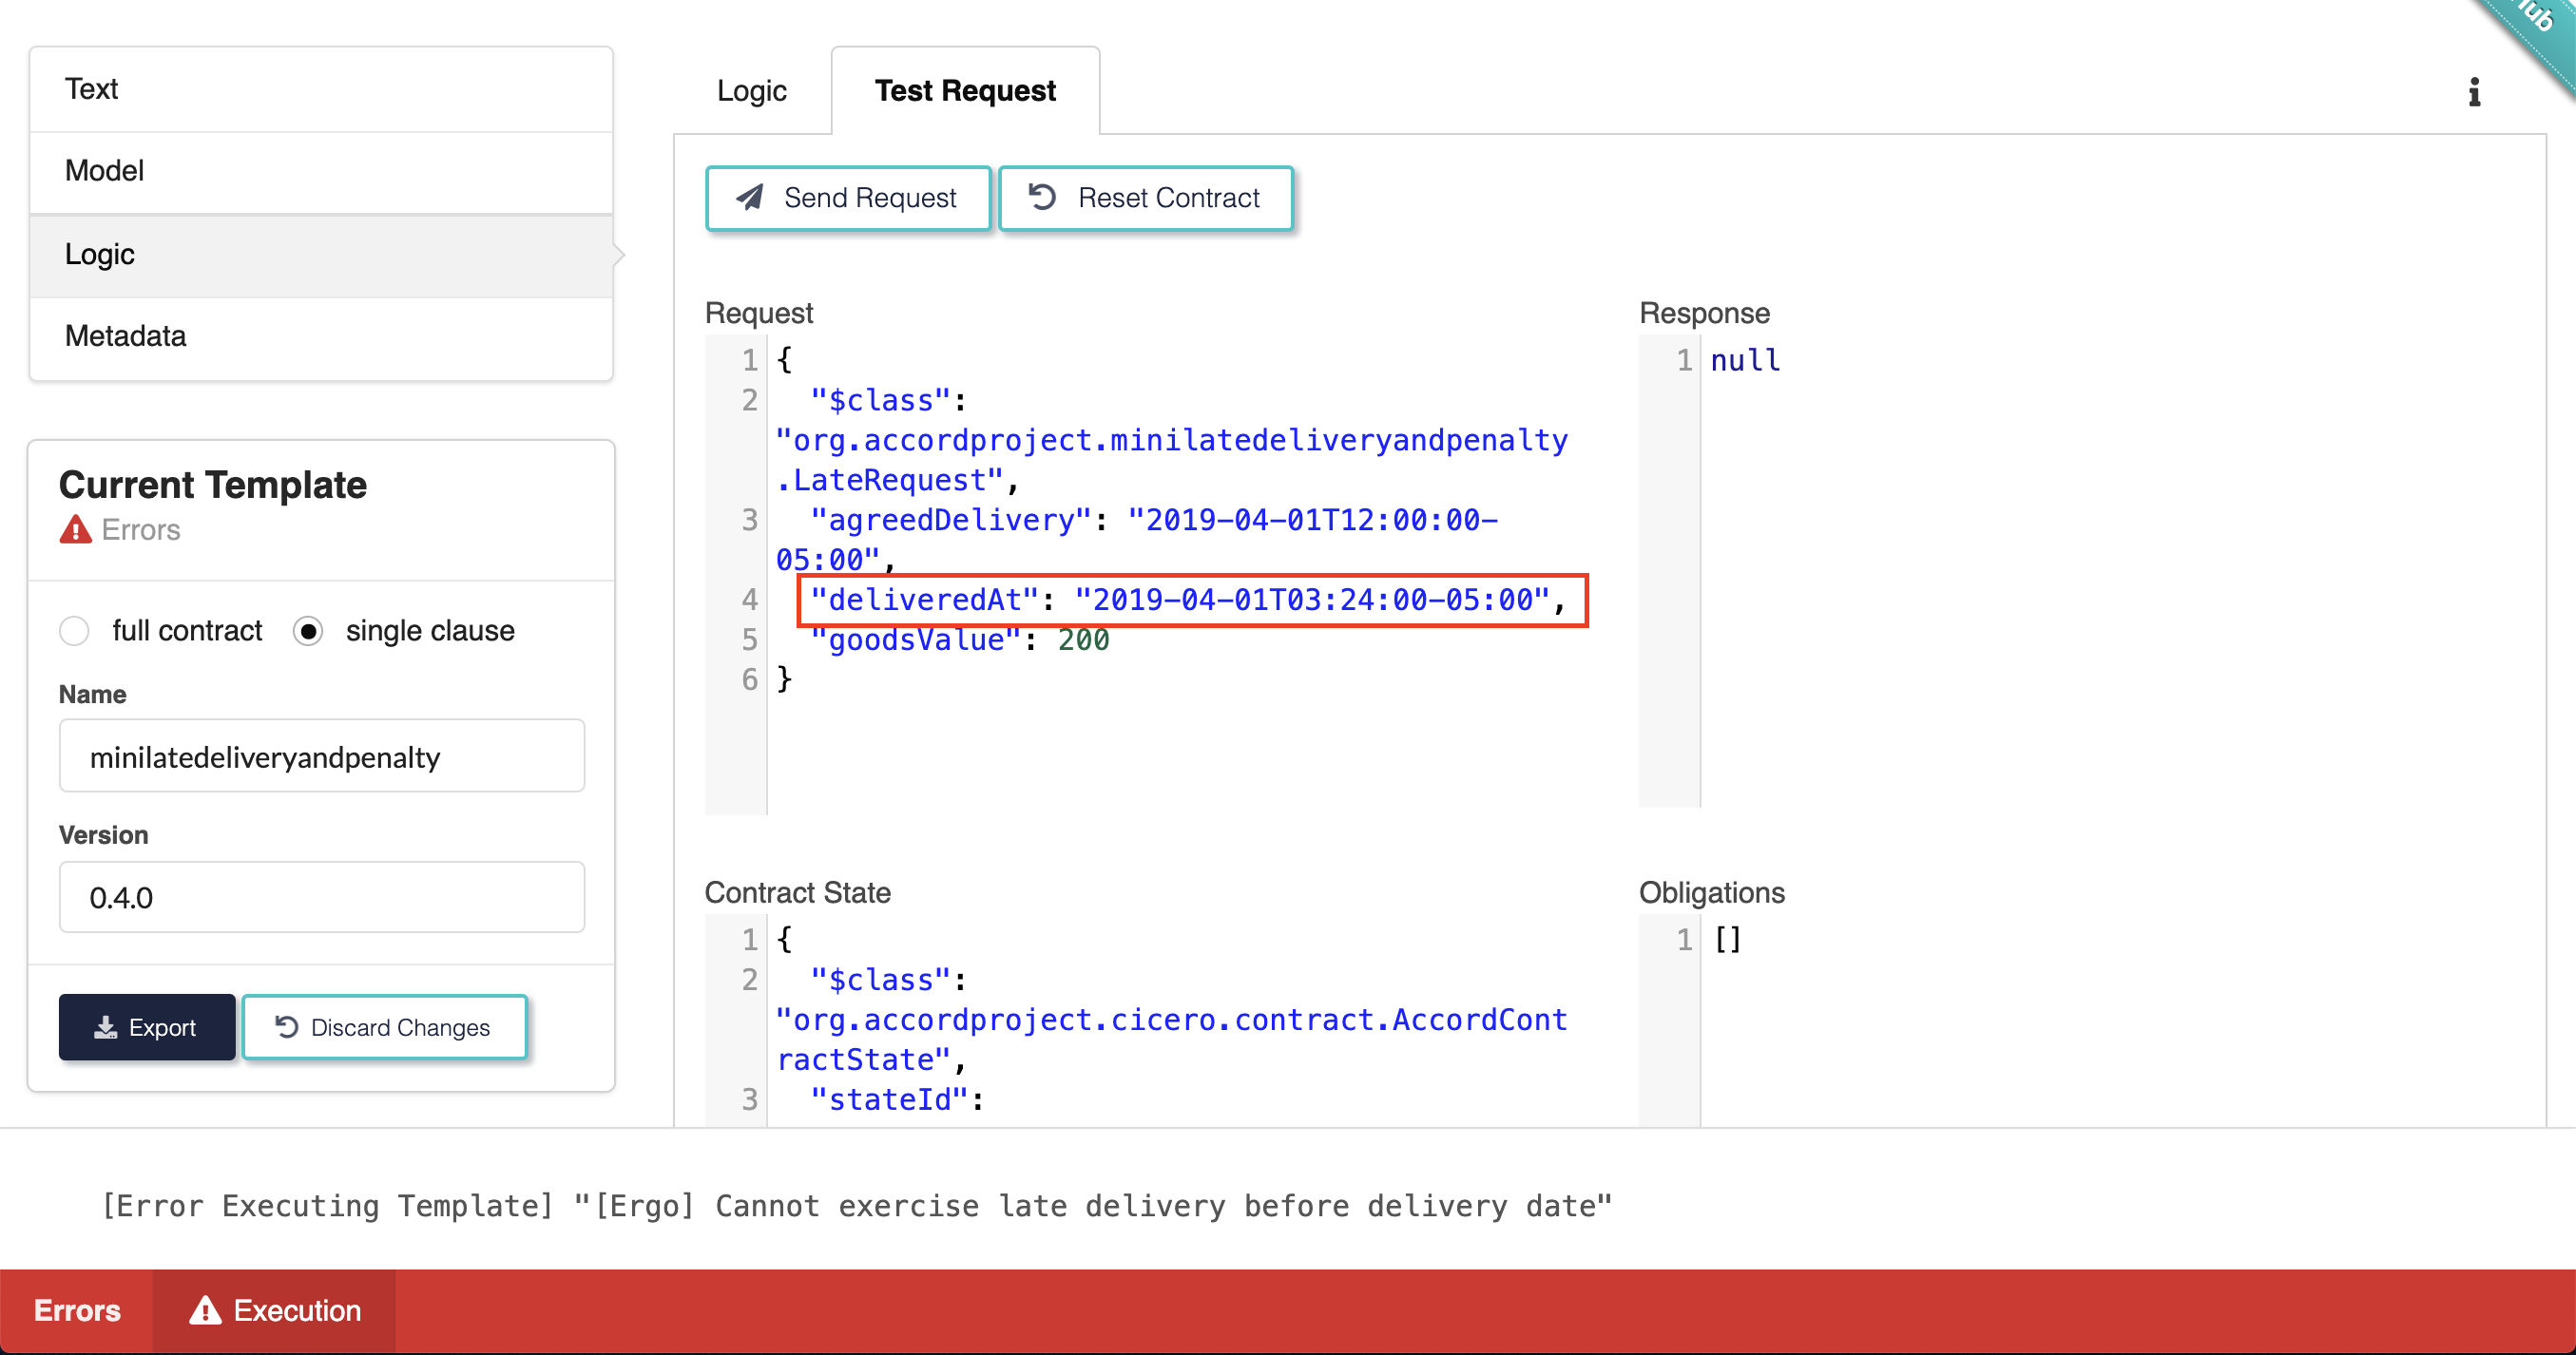 Text
Model
Logic
Metadata
Current Template
Errors
full contract single clause
Name
minilatedeliveryandpenalty
Version
0.4.0
Export Discard Changes
Logic Test Request
Send Request Reset Contract
Request
1 {
2 "$class":
"org.accordproject.minilatedeliveryandpenalty
.LateRequest",
3 "agreedDelivery": "2019-04-01T12:00:00-
05:00",
4 "deliveredAt": "2019-04-01T03:24:00-05:00",
5 "goodsValue": 200
6 }
Response
1 null
Contract State
1 {
2 "$class":
"org.accordproject.cicero.contract.AccordCont
ractState",
3 "stateId":
Obligations
1 []
[Error Executing Template] "[Ergo] Cannot exercise late delivery before delivery date"
Errors Execution